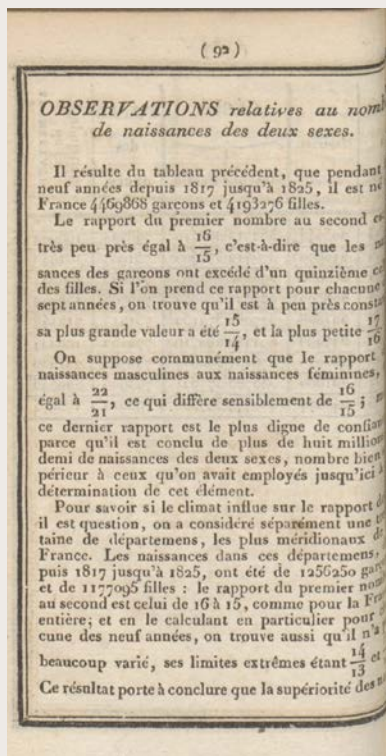 ( 92 )
OBSERVATIONS relatives au
de naissances des deux sexes.
Il résulte du tableau précédent, que pendant
neuf années depuis 1817 jusqu'à 1825, il est né
France 4469868 garçons et 4193276 filles.
Le rapport du premier nombre au second
très peu près égal à 16/15, c'est-à-dire que les
sances des garçons ont excédé d'un quinzième
des filles. Si l'on prend ce rapport pour chacune
sept années, on trouve qu'il est à peu près
sa plus grande valeur a été 15/14, et la plus petite 17/16
On suppose communément que le rapport
naissances masculines aux naissances féminines,
égal à 22/21, ce qui diffère sensiblement de 16/15;
ce dernier rapport est le plus digne de
parce qu'il est conclu de plus de huit
demi de naissances des deux sexes, nombre bien
périeur à ceux qu'on avait employés jusqu'ici
détermination de cet élément.
Pour savoir si le climat influe sur le rapport
il est question, on a considéré séparément une
taine de départemens, les plus méridionaux
France. Les naissances dans ces départemens,
puis 1817 jusqu'à 1825, ont été de 1256250
et de 1177095 filles : le rapport du premier
au second est celui de 16 à 15, comme pour la
entière; et en le calculant en particulier pour
cune des neuf années, on trouve aussi qu'il n'a
beaucoup varié, ses limites extrêmes étant 14/13 et
Ce résultat porte à conclure que la supériorité des